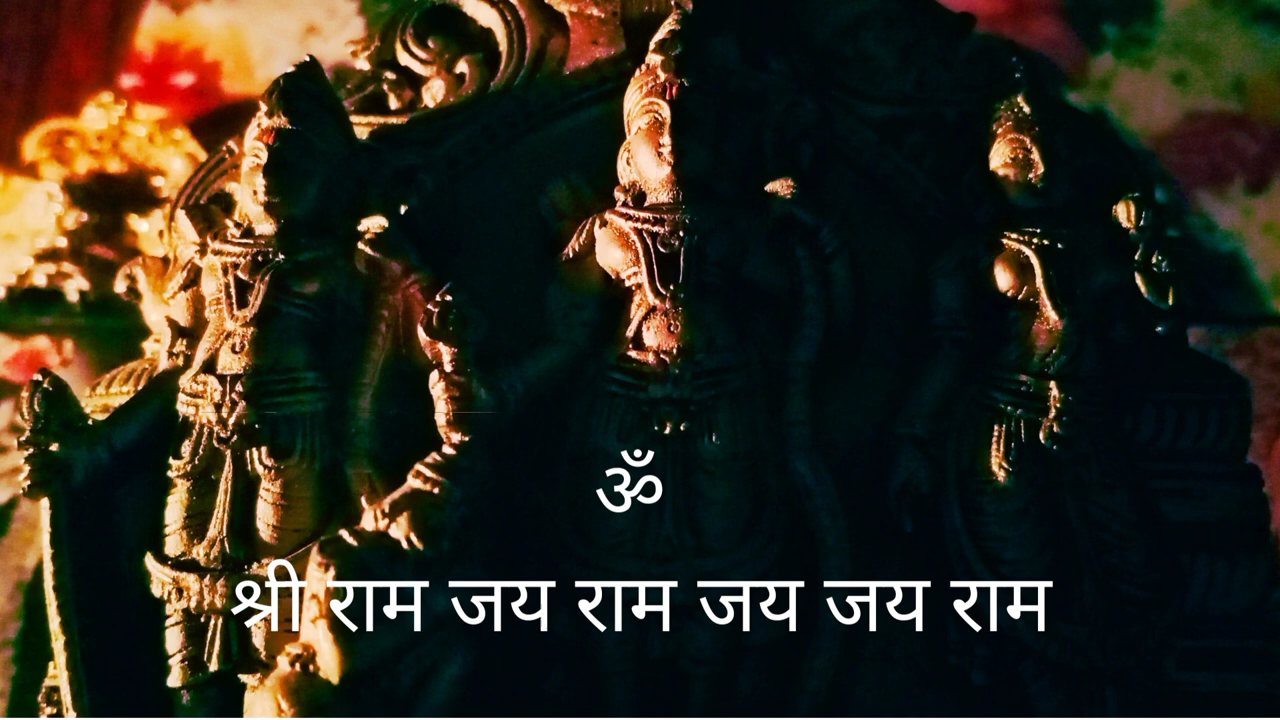 ॐ
श्री राम जय राम जय जय राम